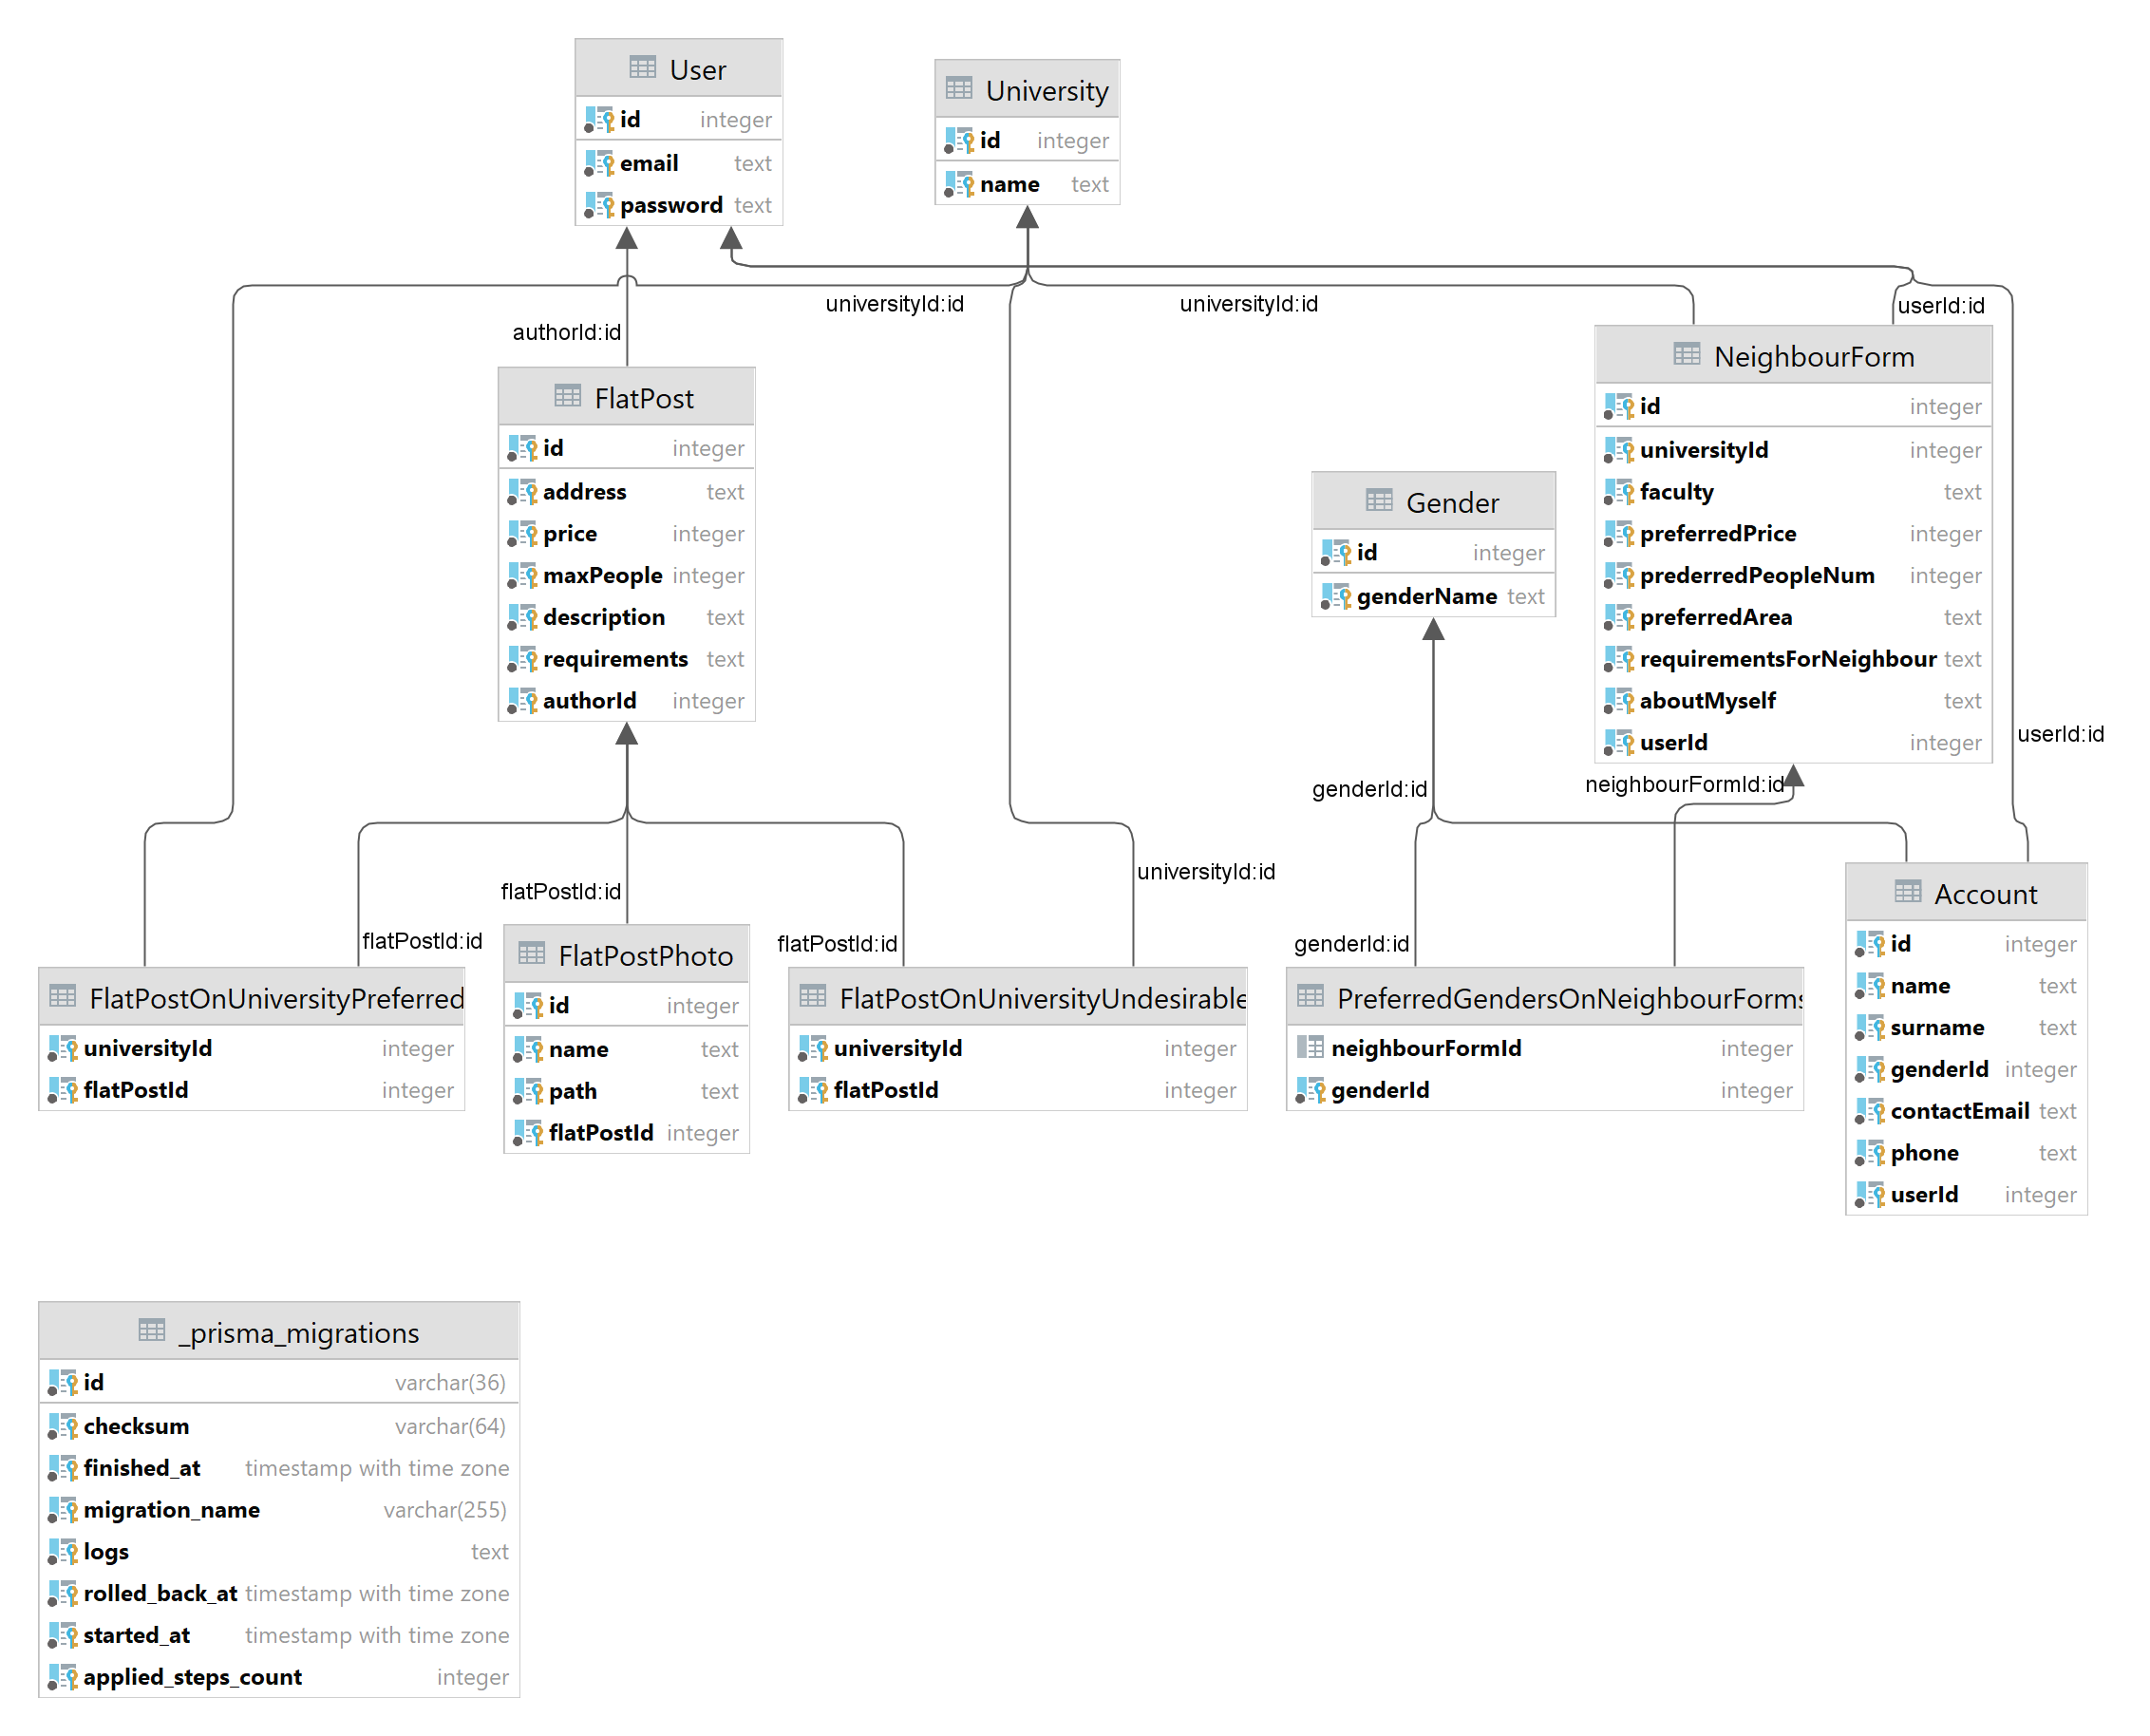 User
id integer
email text
password text
University
id integer
name text
universityId:id
universityId:id
userId:id
authorId:id
FlatPost
id integer
address text
price integer
maxPeople integer
description text
requirements text
authorId integer
NeighbourForm
id integer
universityId integer
faculty text
preferredPrice integer
prederredPeopleNum integer
preferredArea text
requirementsForNeighbour text
aboutMyself text
userId integer
Gender
id integer
genderName text
userId:id
neighbourFormId:id
genderId:id
universityId:id
flatPostId:id
flatPostId:id
flatPostId:id
genderId:id
FlatPostOnUniversityPreferred
universityId integer
flatPostId integer
FlatPostPhoto
id integer
name text
path text
flatPostId integer
FlatPostOnUniversityUndesirable
universityId integer
flatPostId integer
PreferredGendersOnNeighbourForms
neighbourFormId integer
genderId integer
Account
id integer
name text
surname text
genderId integer
contactEmail text
phone text
userId integer
_prisma_migrations
id varchar(36)
checksum varchar(64)
finished_at timestamp with time zone
migration_name varchar(255)
logs text
rolled_back_at timestamp with time zone
started_at timestamp with time zone
applied_steps_count integer